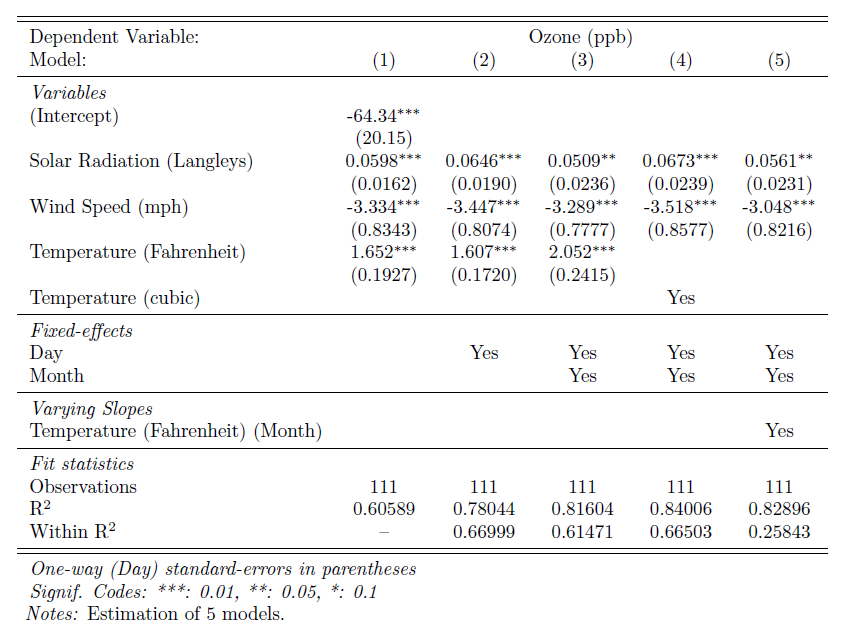 Dependent Variable: Ozone (ppb)
Model: (1) (2) (3) (4) (5)
Variables
(Intercept) -64.34***
(20.15)
Solar Radiation (Langleys) 0.0598*** 0.0646*** 0.0509** 0.0673*** 0.0561**
(0.0162) (0.0190) (0.0236) (0.0239) (0.0231)
Wind Speed (mph) -3.334*** -3.447*** -3.289*** -3.518*** -3.048***
(0.8343) (0.8074) (0.7777) (0.8577) (0.8216)
Temperature (Fahrenheit) 1.652*** 1.607*** 2.052***
(0.1927) (0.1720) (0.2415)
Temperature (cubic) Yes
Fixed-effects
Day Yes Yes Yes Yes
Month Yes Yes Yes
Varying Slopes
Temperature (Fahrenheit) (Month) Yes
Fit statistics
Observations 111 111 111 111 111
R² 0.60589 0.78044 0.81604 0.84006 0.82896
Within R² – 0.66999 0.61471 0.66503 0.25843
One-way (Day) standard-errors in parentheses
Signif. Codes: ***: 0.01, **: 0.05, *: 0.1
Notes: Estimation of 5 models.